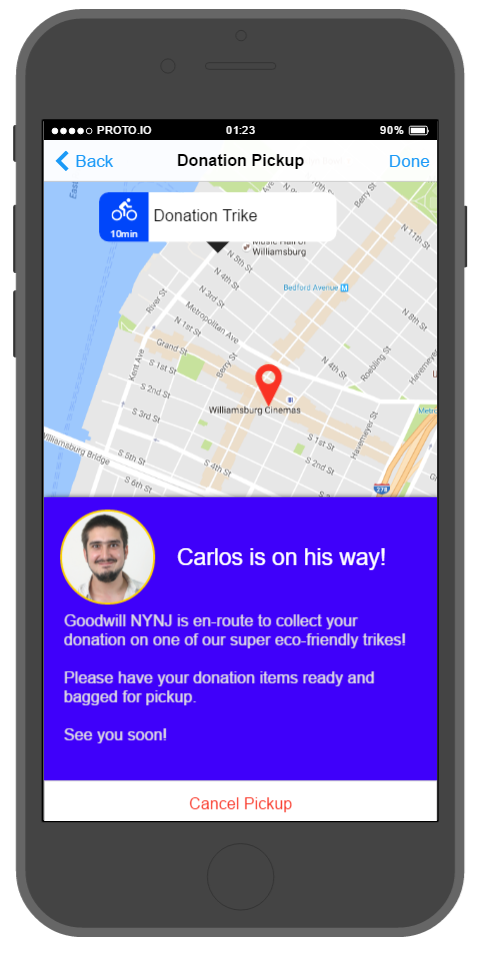 PROTO.IO 01:23 90%
Back Donation Pickup Done
10min Donation Trike
Music Hall of
Williamsburg
Berry St
N 11th St
N 5th St
N 4th St
N 3rd St
Bedford Avenue M
River St
Metropolitan Ave
N 1st St
N 8th St
Kent Ave
Grand St
Berry St
Roebling St
Havemeyer St
S 1st St
S 2nd St
Williamsburg Cinemas
S 3rd St
Metro
Havemeyer St
S 1st St
Williamsburg Bridge
S 5th St
S 4th St
S 2nd St
S 6th St
278
Carlos is on his way!
Goodwill NYNJ is en-route to collect your
donation on one of our super eco-friendly trikes!
Please have your donation items ready and
bagged for pickup.
See you soon!
Cancel Pickup